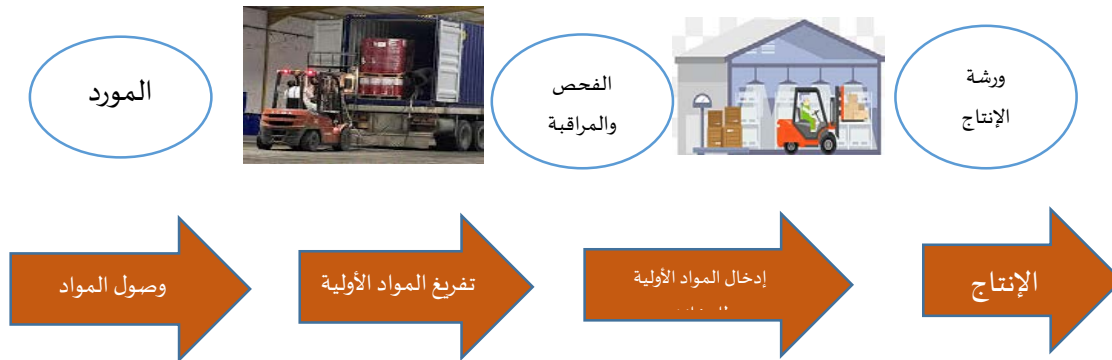 المورد
الفحص
والمراقبة
ورشة
الإنتاج
وصول المواد
تفريغ المواد الأولية
إدخال المواد الأولية
الإنتاج